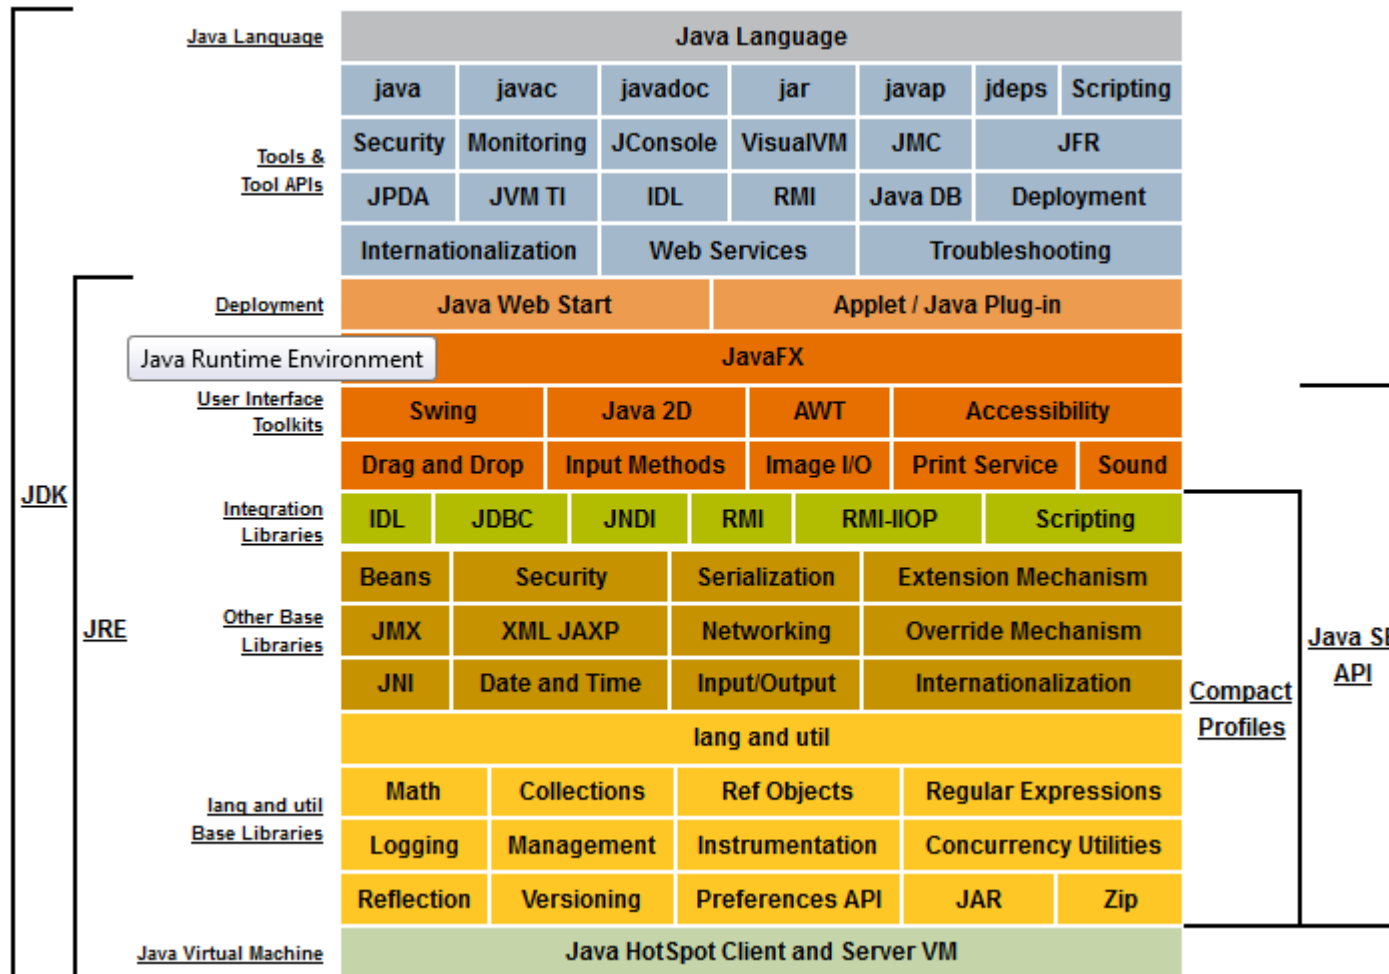 Java Language
Java Language
java javac javadoc jar javap jdeps Scripting
Security Monitoring JConsole VisualVM JMC JFR
Tools &
Tool APIs
JPDA JVM TI IDL RMI Java DB Deployment
Internationalization Web Services Troubleshooting
Deployment
Java Web Start Applet / Java Plug-in
Java Runtime Environment
JavaFX
User Interface
Toolkits
Swing Java 2D AWT Accessibility
Drag and Drop Input Methods Image I/O Print Service Sound
JDK
Integration
Libraries
IDL JDBC JNDI RMI RMI-IIOP Scripting
Beans Security Serialization Extension Mechanism
JRE
Other Base
Libraries
JMX XML JAXP Networking Override Mechanism
Java SE
API
JNI Date and Time Input/Output Internationalization
Compact
Profiles
lang and util
lang and util
Base Libraries
Math Collections Ref Objects Regular Expressions
Logging Management Instrumentation Concurrency Utilities
Reflection Versioning Preferences API JAR Zip
Java Virtual Machine
Java HotSpot Client and Server VM